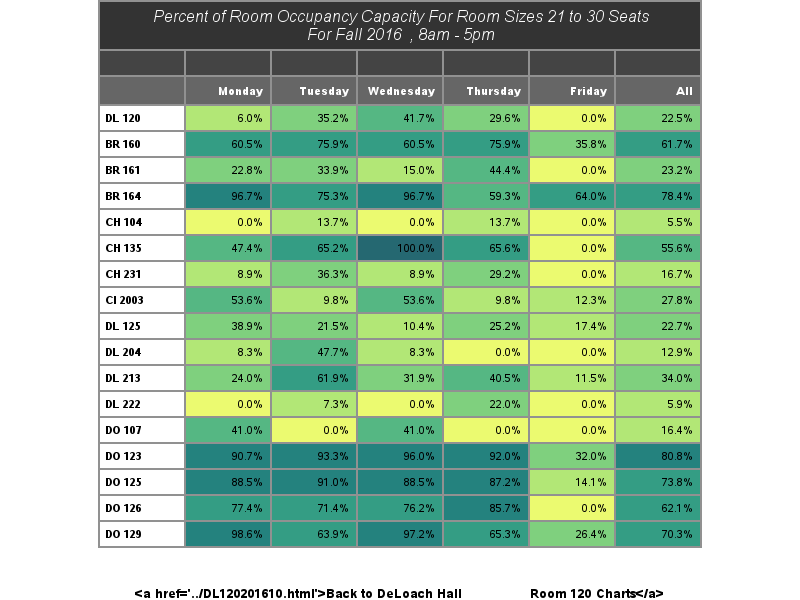 Percent of Room Occupancy Capacity For Room Sizes 21 to 30 Seats
For Fall 2016 , 8am - 5pm
Monday Tuesday Wednesday Thursday Friday All
DL 120 6.0% 35.2% 41.7% 29.6% 0.0% 22.5%
BR 160 60.5% 75.9% 60.5% 75.9% 35.8% 61.7%
BR 161 22.8% 33.9% 15.0% 44.4% 0.0% 23.2%
BR 164 96.7% 75.3% 96.7% 59.3% 64.0% 78.4%
CH 104 0.0% 13.7% 0.0% 13.7% 0.0% 5.5%
CH 135 47.4% 65.2% 100.0% 65.6% 0.0% 55.6%
CH 231 8.9% 36.3% 8.9% 29.2% 0.0% 16.7%
CI 2003 53.6% 9.8% 53.6% 9.8% 12.3% 27.8%
DL 125 38.9% 21.5% 10.4% 25.2% 17.4% 22.7%
DL 204 8.3% 47.7% 8.3% 0.0% 0.0% 12.9%
DL 213 24.0% 61.9% 31.9% 40.5% 11.5% 34.0%
DL 222 0.0% 7.3% 0.0% 22.0% 0.0% 5.9%
DO 107 41.0% 0.0% 41.0% 0.0% 0.0% 16.4%
DO 123 90.7% 93.3% 96.0% 92.0% 32.0% 80.8%
DO 125 88.5% 91.0% 88.5% 87.2% 14.1% 73.8%
DO 126 77.4% 71.4% 76.2% 85.7% 0.0% 62.1%
DO 129 98.6% 63.9% 97.2% 65.3% 26.4% 70.3%
<a href='../DL120201610.html'>Back to DeLoach Hall Room 120 Charts</a>